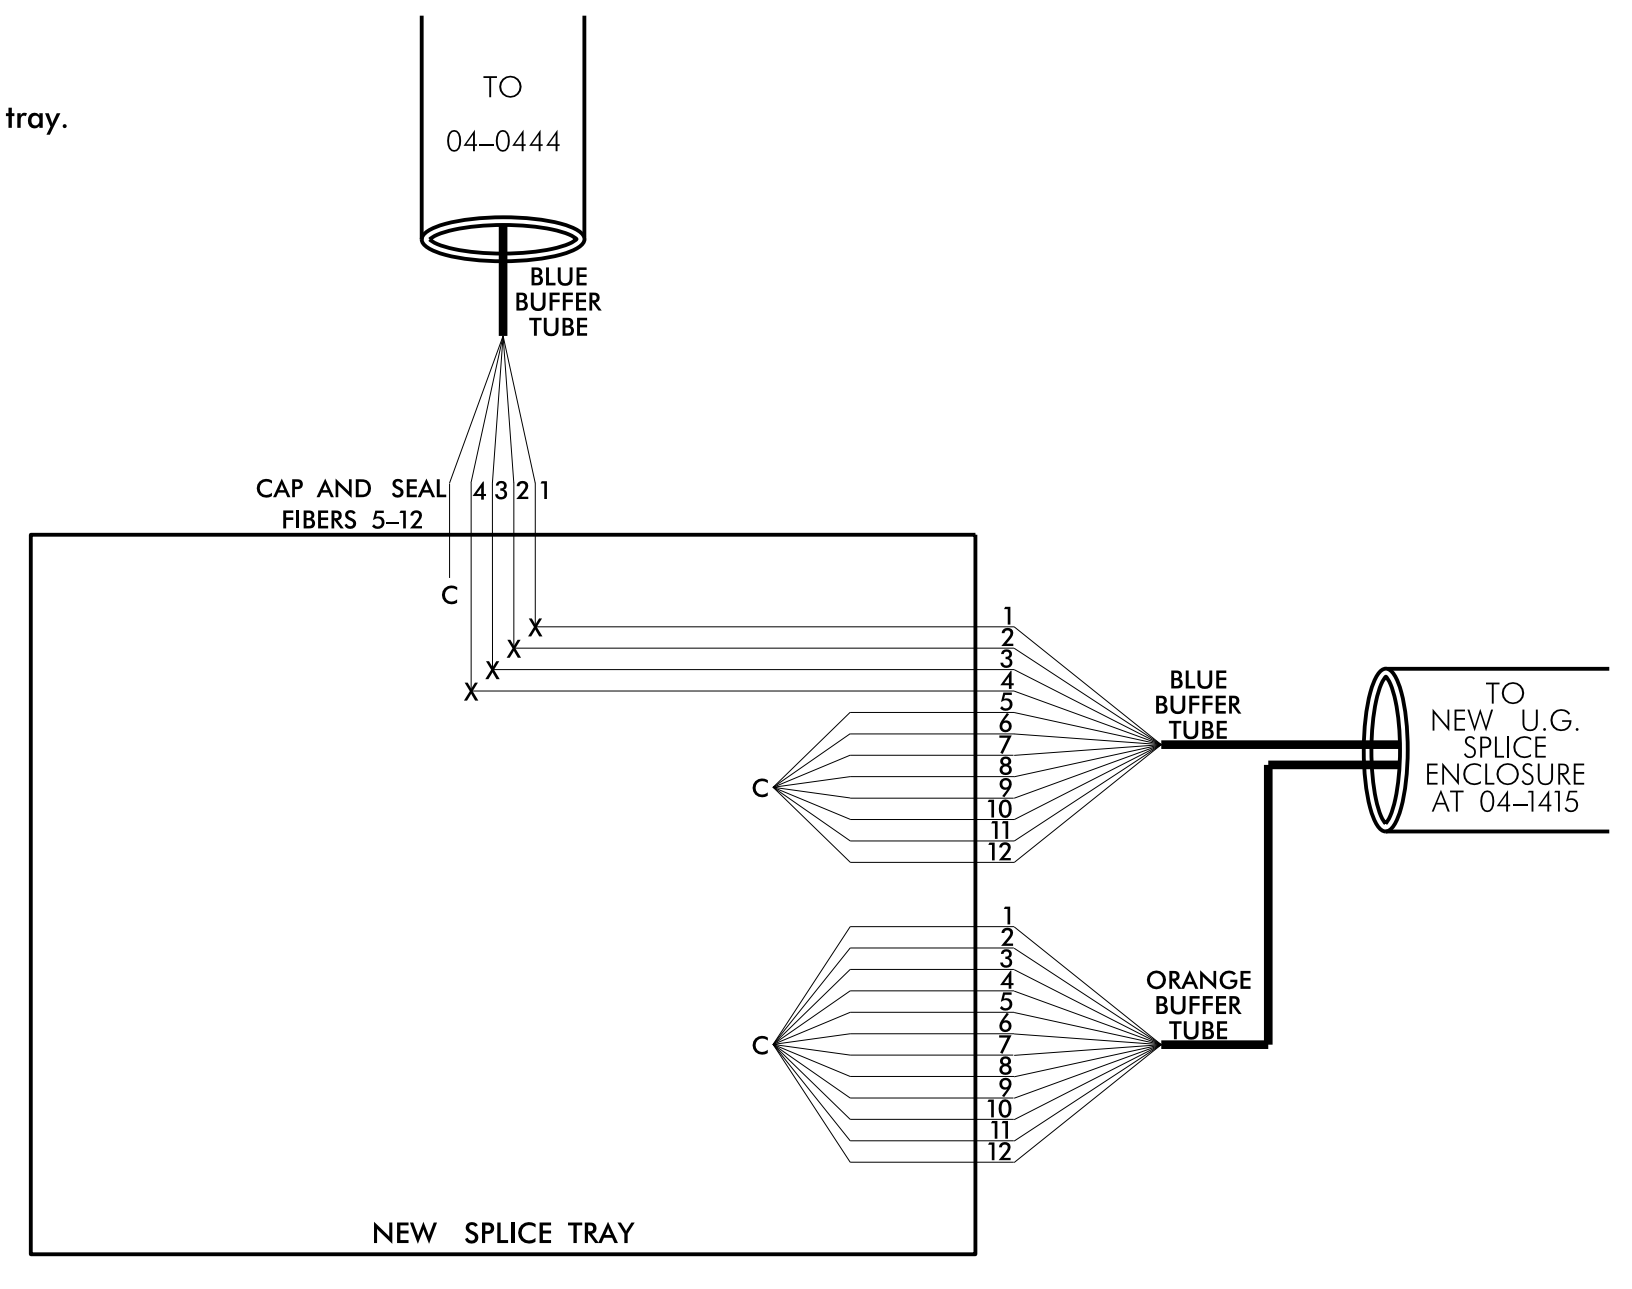 TO
04–0444
tray.
BLUE
BUFFER
TUBE
CAP AND SEAL
FIBERS 5–12
4 3 2 1
C
X
X
X
X
1
2
3
4
5
6
7
8
9
10
11
12
C
BLUE
BUFFER
TUBE
TO
NEW U.G.
SPLICE
ENCLOSURE
AT 04–1415
1
2
3
4
5
6
7
8
9
10
11
12
C
ORANGE
BUFFER
TUBE
NEW SPLICE TRAY